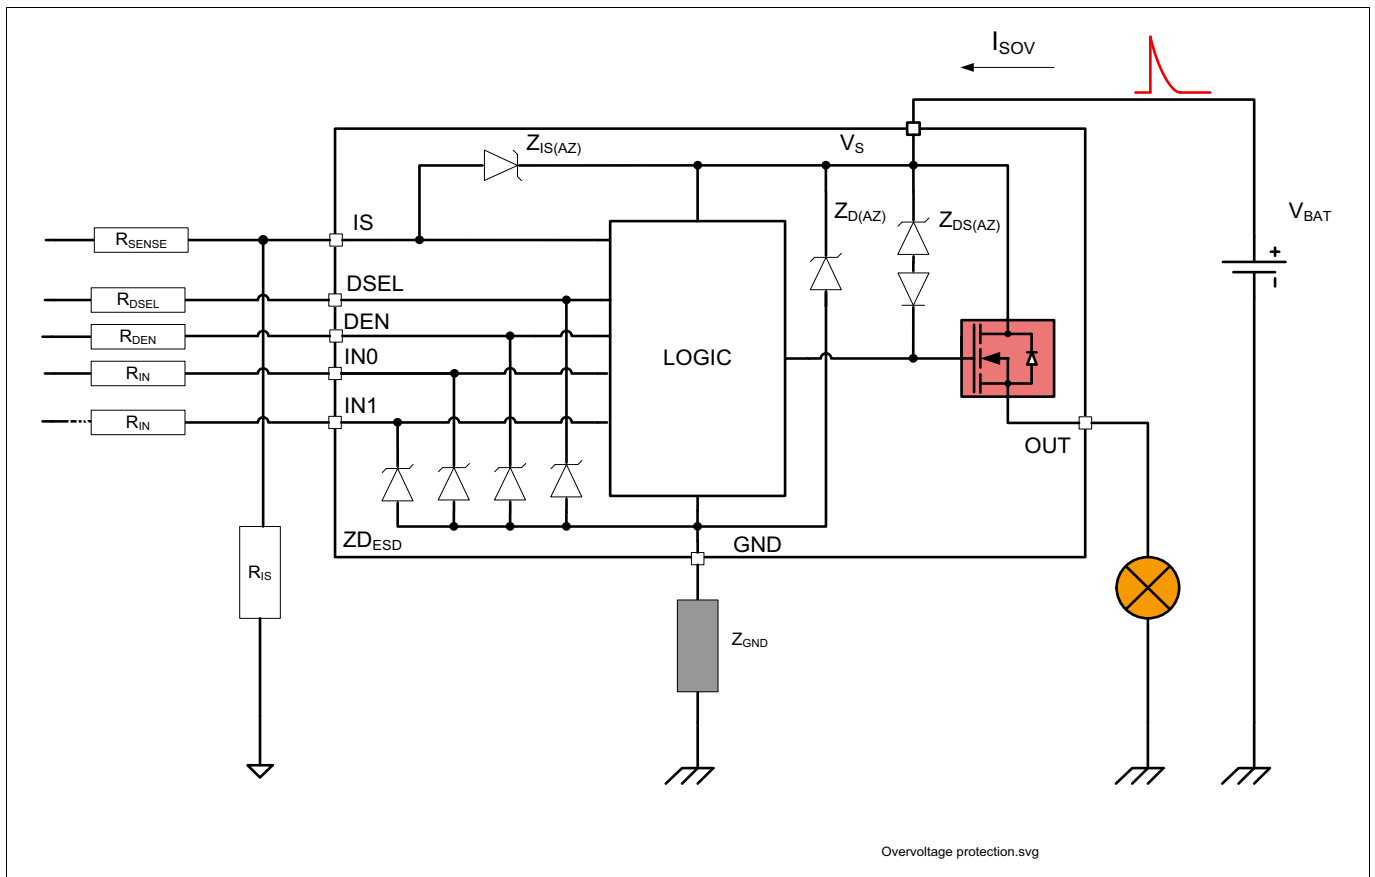 I_SOV
Z_IS(AZ)
V_S
IS
Z_D(AZ)
Z_DS(AZ)
V_BAT
R_SENSE
+
-
DSEL
R_DSEL
DEN
R_DEN
IN0
LOGIC
R_IN
IN1
R_IN
OUT
ZD_ESD
GND
R_IS
Z_GND
Overvoltage protection.svg